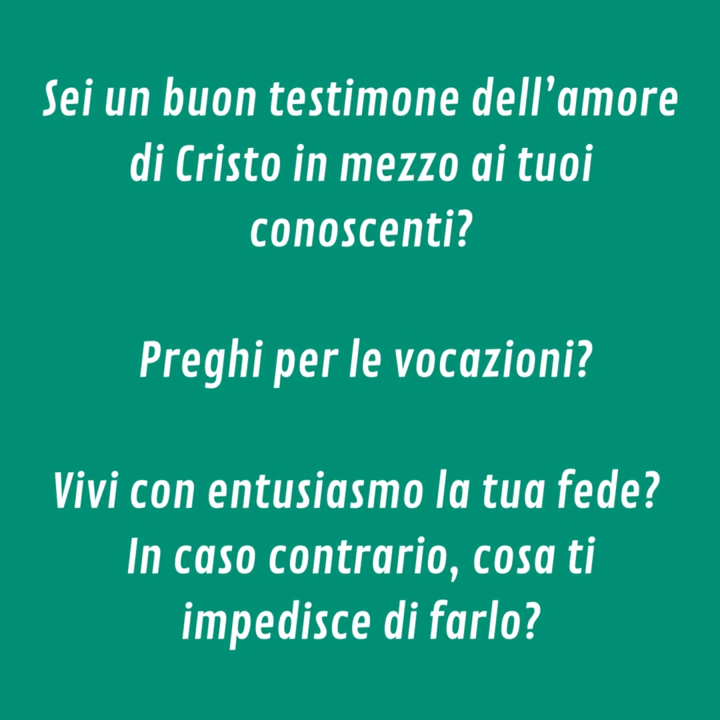 Sei un buon testimone dell’amore
di Cristo in mezzo ai tuoi
conoscenti?
Preghi per le vocazioni?
Vivi con entusiasmo la tua fede?
In caso contrario, cosa ti
impedisce di farlo?